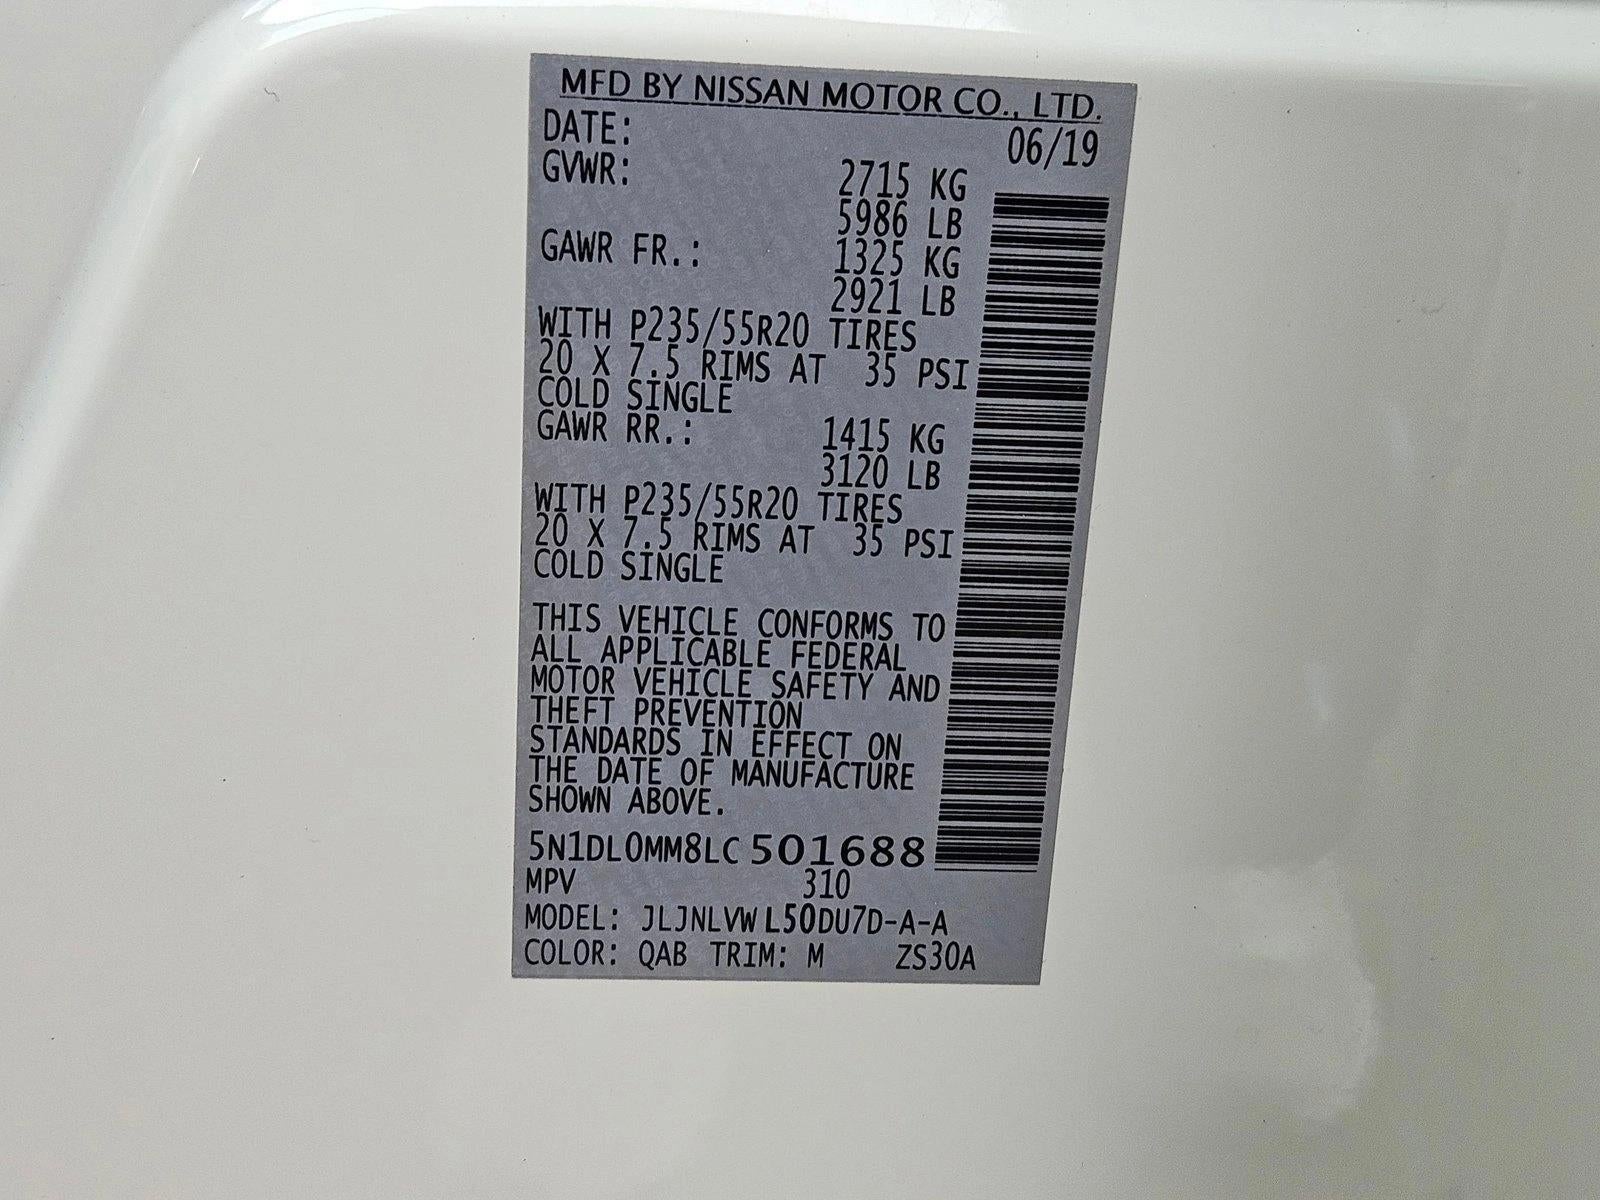 MFD BY NISSAN MOTOR CO., LTD.
DATE: 06/19
GVWR: 2715 KG
5986 LB
GAWR FR.: 1325 KG
2921 LB
WITH P235/55R20 TIRES
20 X 7.5 RIMS AT 35 PSI
COLD SINGLE
GAWR RR.: 1415 KG
3120 LB
WITH P235/55R20 TIRES
20 X 7.5 RIMS AT 35 PSI
COLD SINGLE
THIS VEHICLE CONFORMS TO
ALL APPLICABLE FEDERAL
MOTOR VEHICLE SAFETY AND
THEFT PREVENTION
STANDARDS IN EFFECT ON
THE DATE OF MANUFACTURE
SHOWN ABOVE.
5N1DL0MM8LC501688
MPV 310
MODEL: JLJNLVWL50DU7D-A-A
COLOR: QAB TRIM: M ZS30A